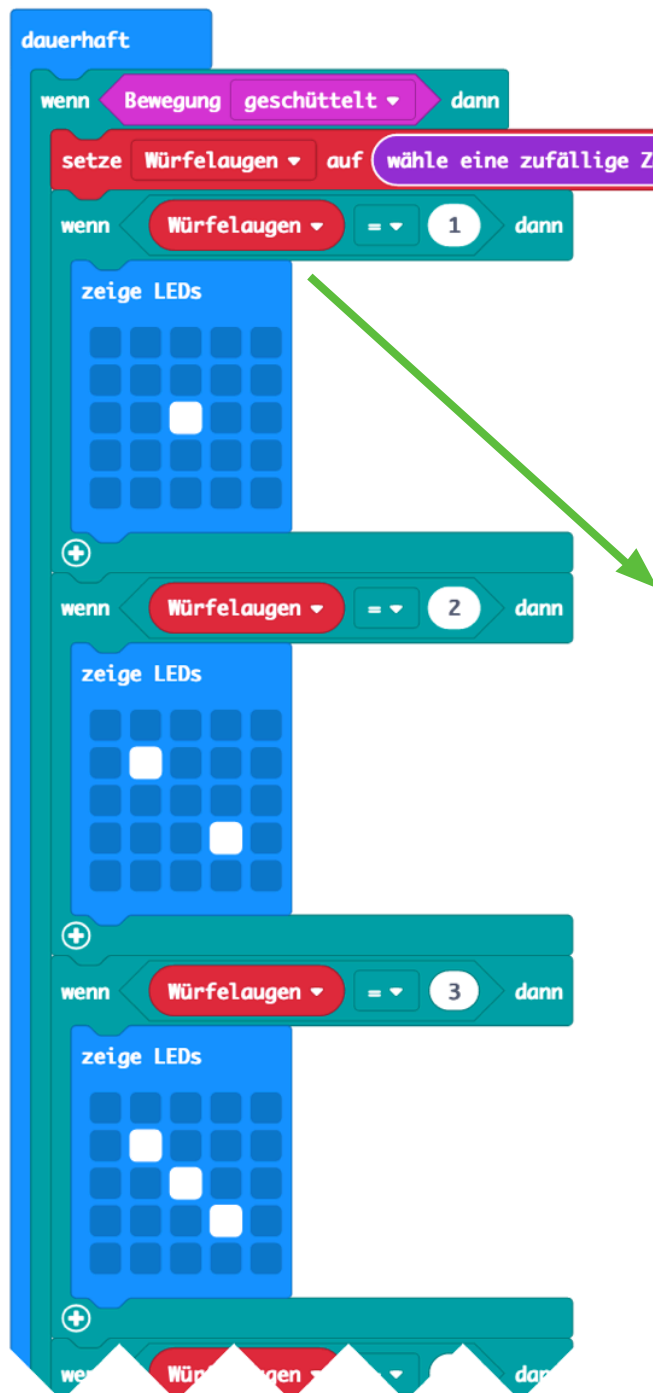 dauerhaft
wenn Bewegung geschüttelt dann
setze Würfelaugen auf wähle eine zufällige Z
wenn Würfelaugen = 1 dann
zeige LEDs
wenn Würfelaugen = 2 dann
zeige LEDs
wenn Würfelaugen = 3 dann
zeige LEDs